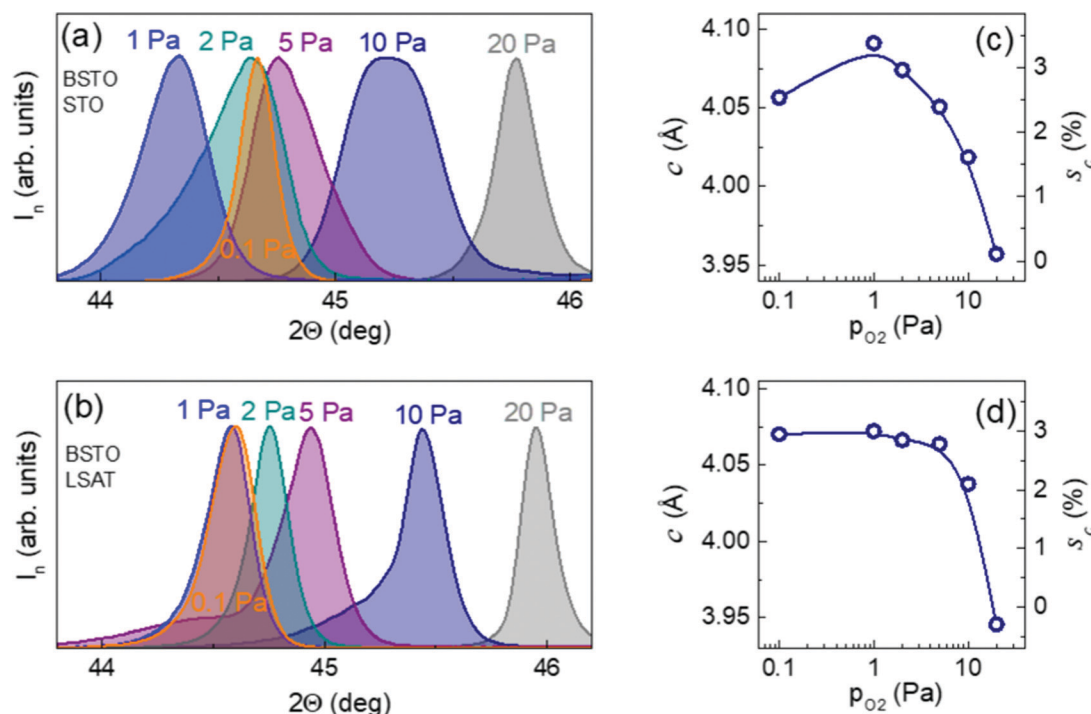 (a)
1 Pa 2 Pa 5 Pa 10 Pa 20 Pa
BSTO
STO
0.1 Pa
I_n (arb. units)
44 45 46
2Θ (deg)
(b)
1 Pa 2 Pa 5 Pa 10 Pa 20 Pa
BSTO
LSAT
0.1 Pa
I_n (arb. units)
44 45 46
2Θ (deg)
(c)
4.10
4.05
4.00
3.95
c (Å)
3
2
1
0
s_c (%)
0.1 1 10
p_O2 (Pa)
(d)
4.10
4.05
4.00
3.95
c (Å)
3
2
1
0
s_c (%)
0.1 1 10
p_O2 (Pa)